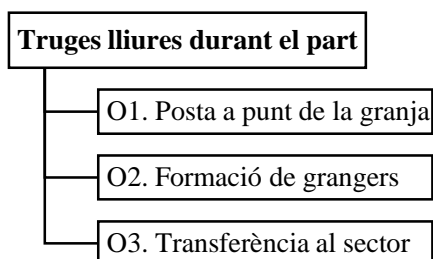 Truges lliures durant el part
O1. Posta a punt de la granja
O2. Formació de grangers
O3. Transferència al sector